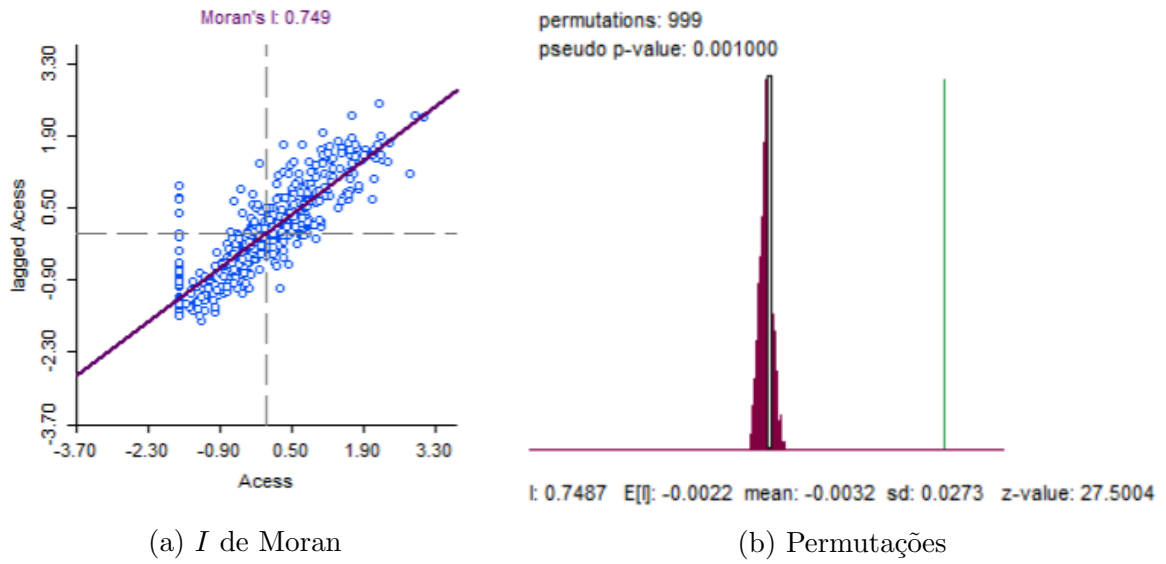 Moran's I: 0.749
lagged Acess
3.30
1.90
0.50
-0.90
-2.30
-3.70
-3.70 -2.30 -0.90 0.50 1.90 3.30
Acess
(a) I de Moran
permutations: 999
pseudo p-value: 0.001000
I: 0.7487 E[I]: -0.0022 mean: -0.0032 sd: 0.0273 z-value: 27.5004
(b) Permutações